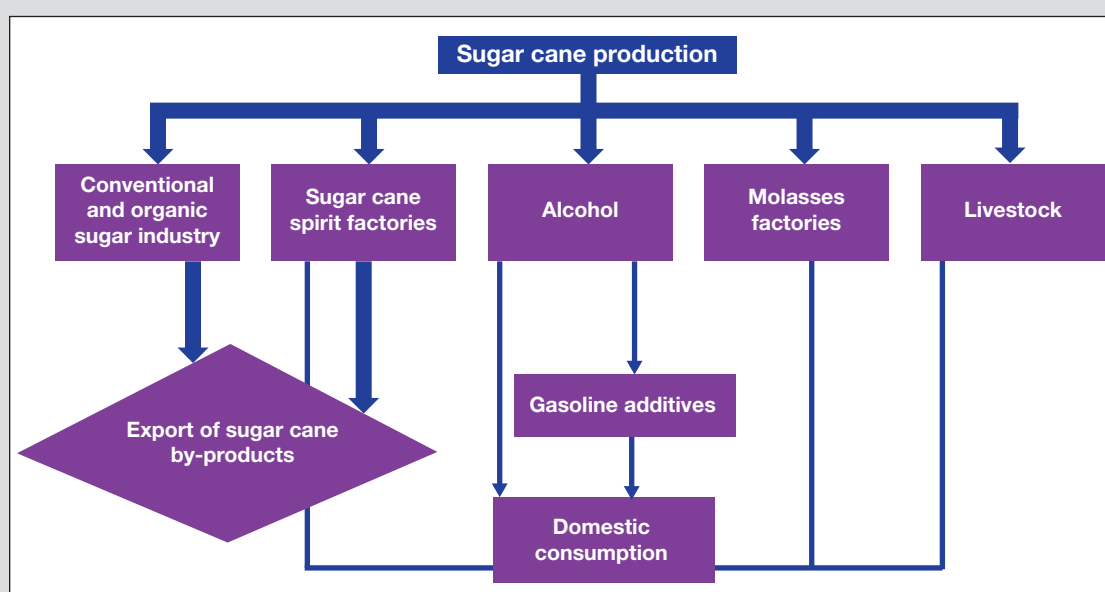 Sugar cane production
Conventional
and organic
sugar industry
Sugar cane
spirit factories
Alcohol
Molasses
factories
Livestock
Gasoline additives
Export of sugar cane
by-products
Domestic
consumption